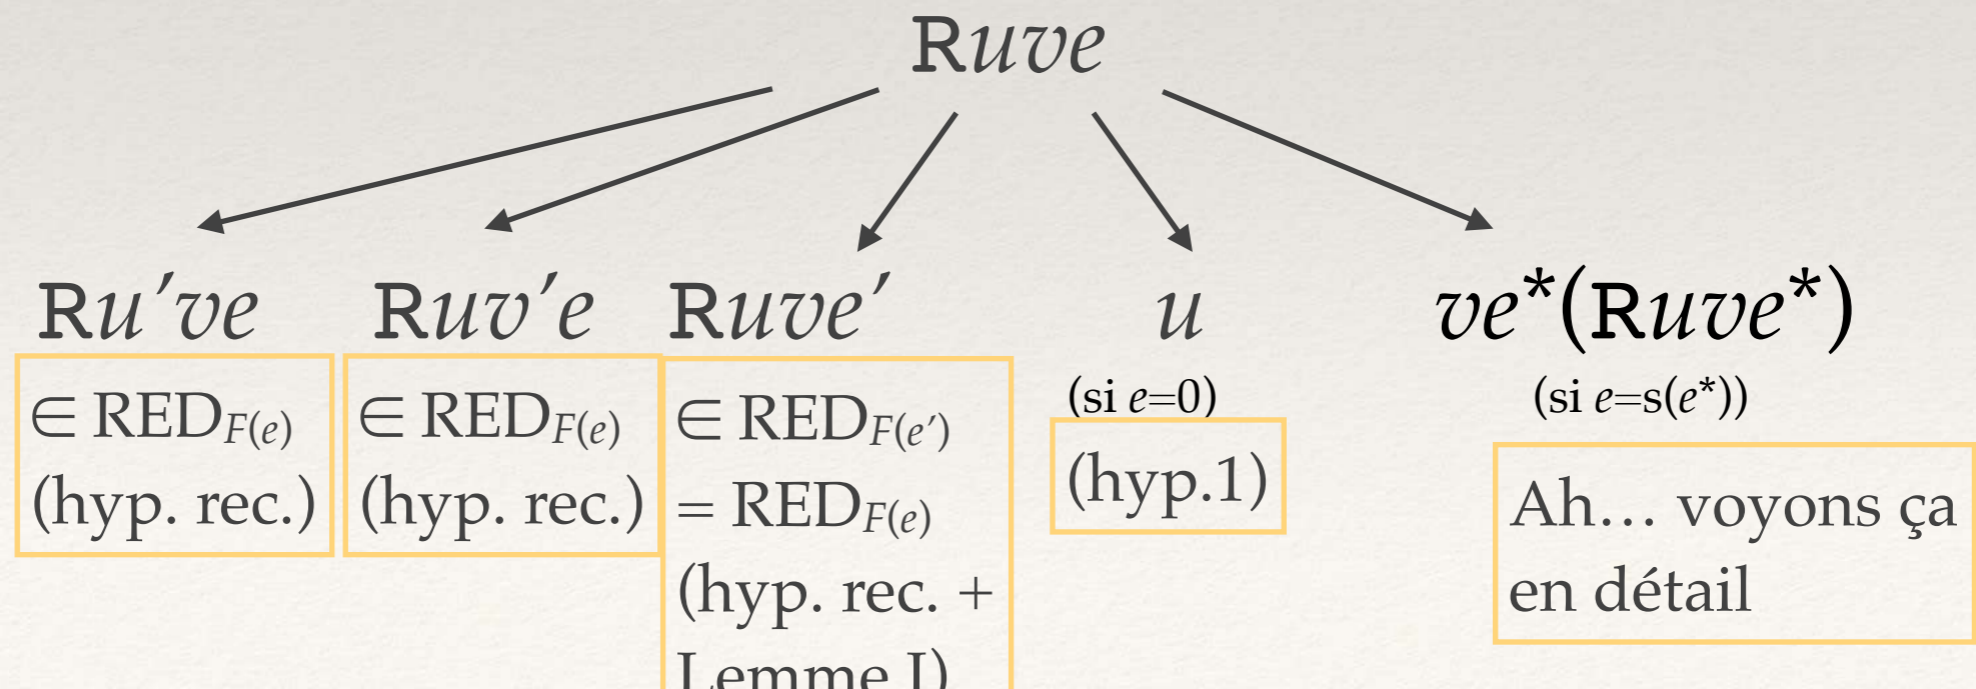 Ruve
Ru′ve Ruv′e Ruve′ u ve*(Ruve*)
(si e=0) (si e=s(e*))
∈ RED_F(e)
(hyp. rec.)
∈ RED_F(e)
(hyp. rec.)
∈ RED_F(e′)
= RED_F(e)
(hyp. rec. +
Lemme I)
(hyp.1)
Ah… voyons ça
en détail